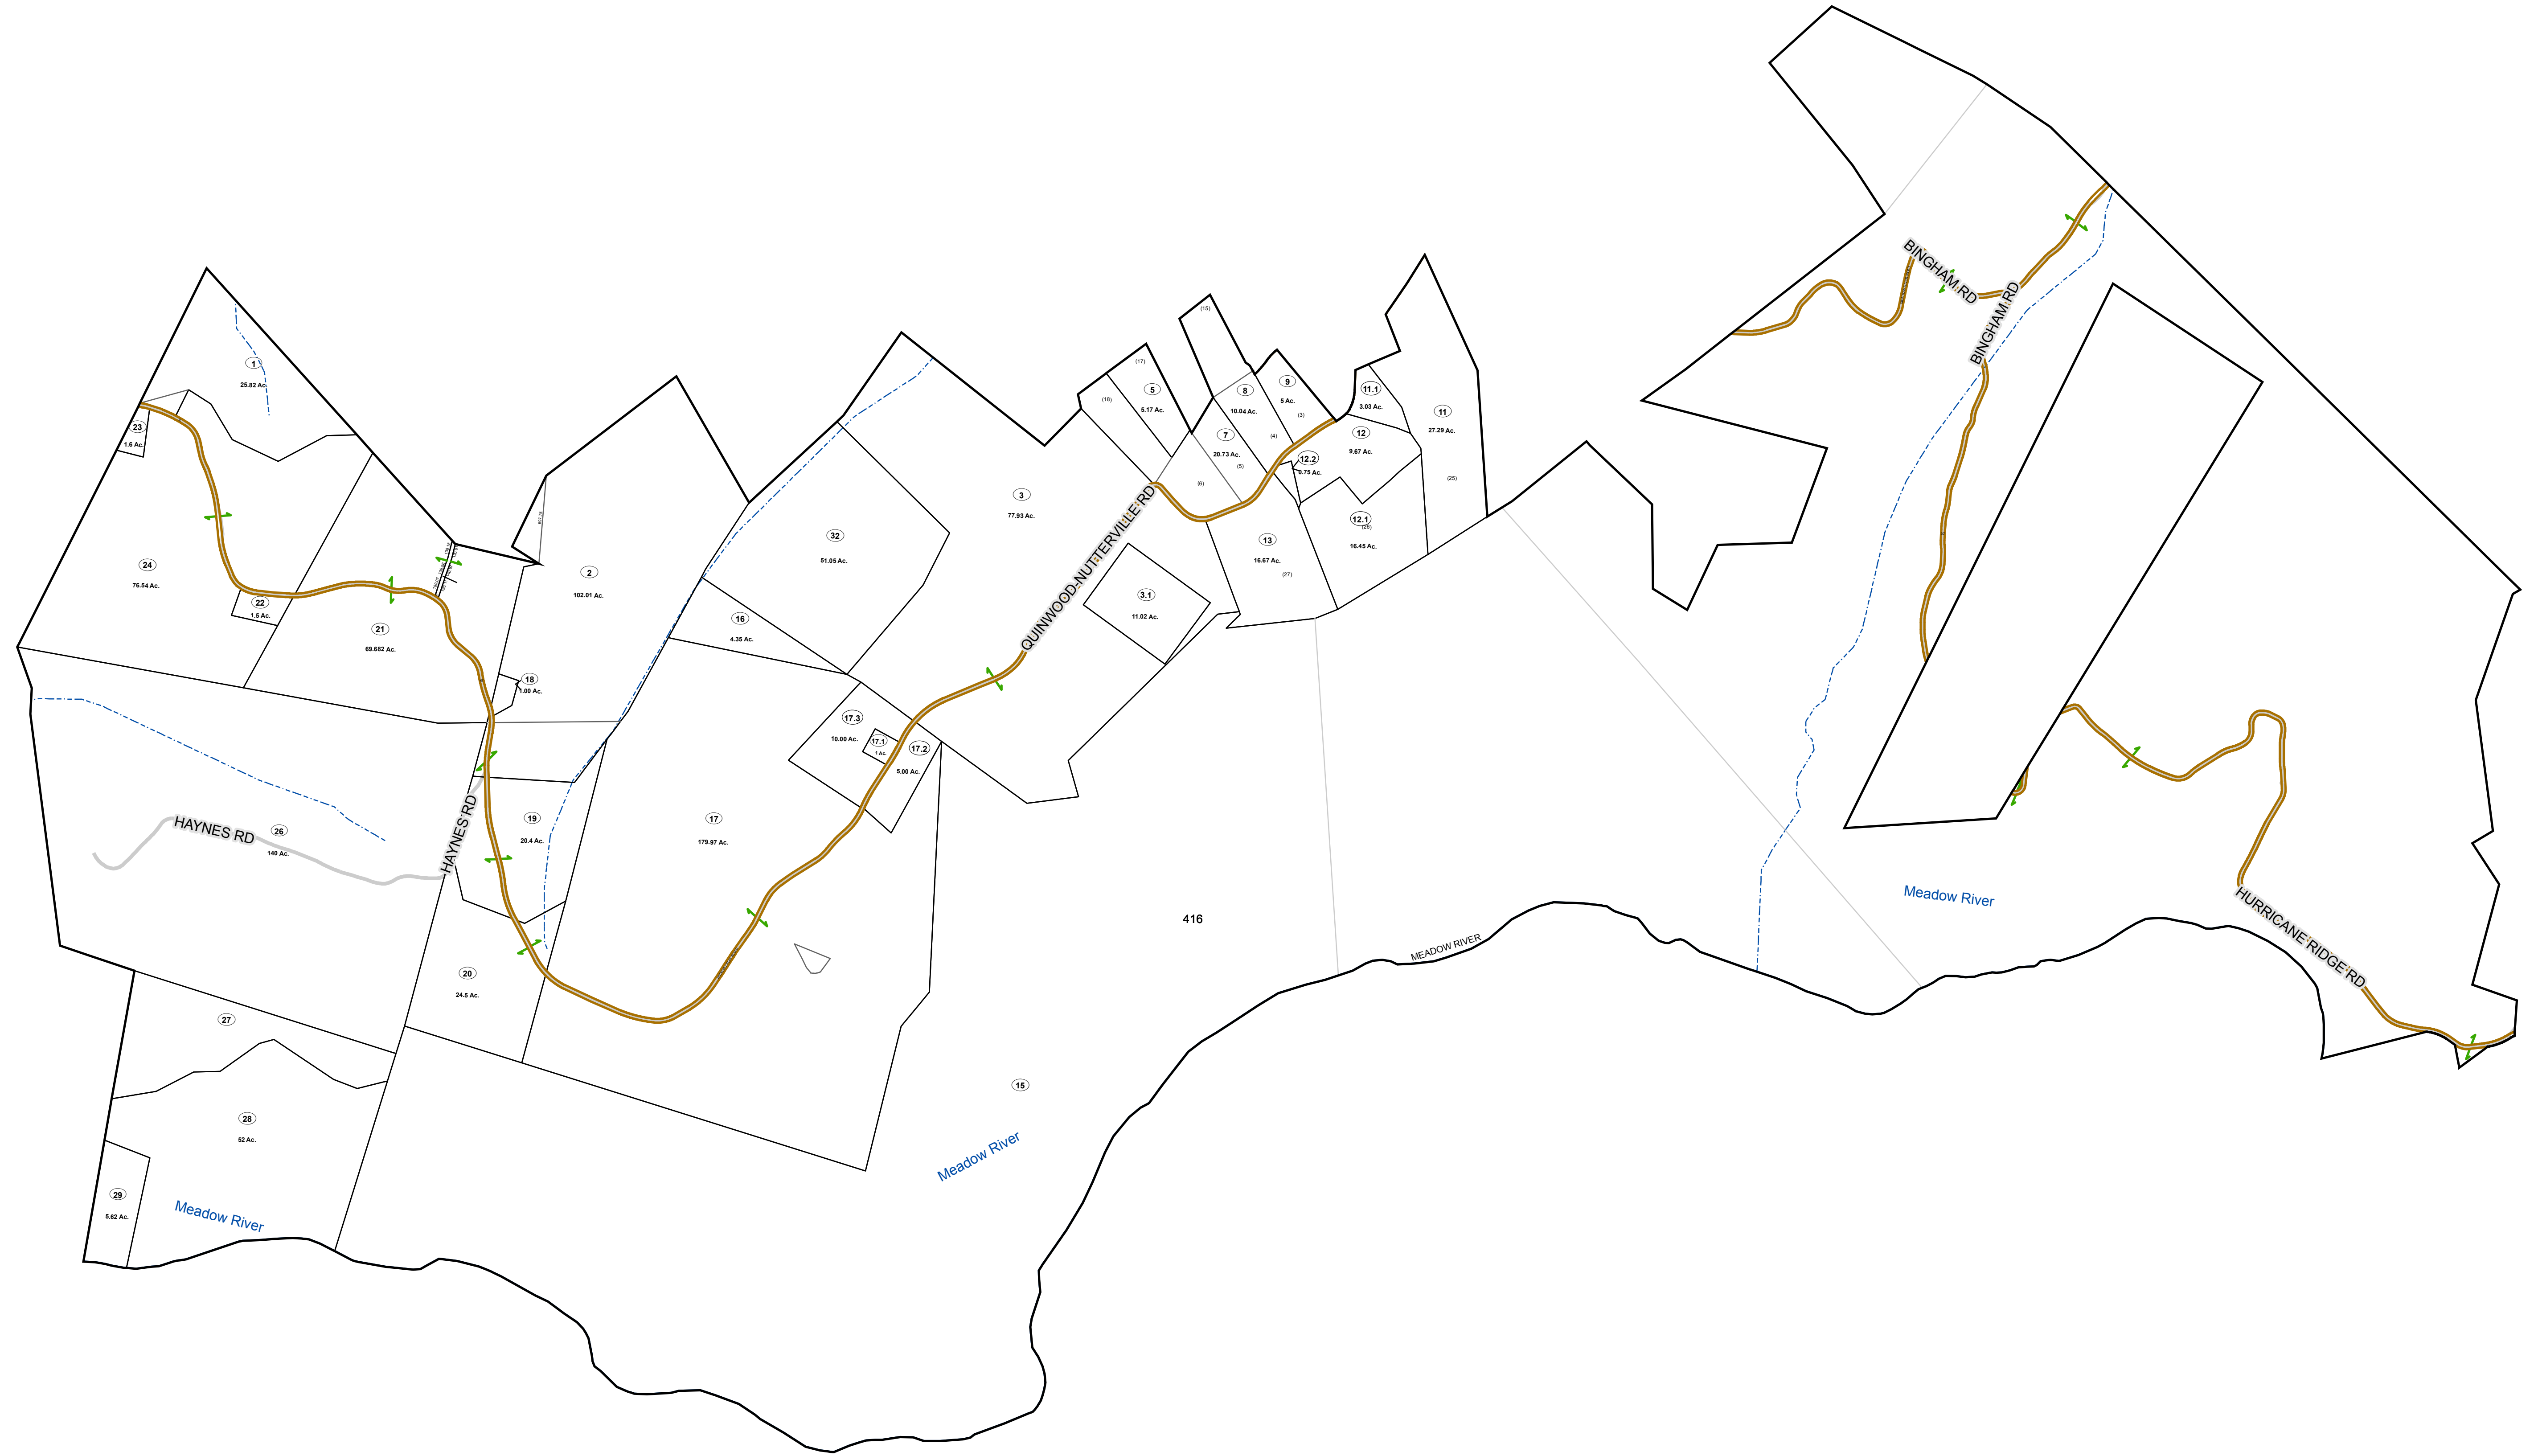 BINGHAM RD
BINGHAM RD
(15)
(17)
1
25.82 Ac.
5
5.17 Ac.
(18)
8
10.04 Ac.
9
5 Ac.
(3)
11.1
3.03 Ac.
11
27.29 Ac.
23
1.6 Ac.
7
20.73 Ac.
(4)
(5)
12
9.67 Ac.
12.2
0.75 Ac.
(25)
(6)
3
77.93 Ac.
QUINWOOD-NUTTERVILLE RD
32
51.05 Ac.
12.1
(26)
16.45 Ac.
13
16.67 Ac.
(27)
24
76.54 Ac.
2
102.01 Ac.
22
1.5 Ac.
3.1
11.02 Ac.
21
69.682 Ac.
16
4.35 Ac.
18
1.00 Ac.
17.3
10.00 Ac.
17.1
1 Ac.
17.2
5.00 Ac.
HAYNES RD
26
140 Ac.
HAYNES RD
19
20.4 Ac.
17
179.97 Ac.
Meadow River
HURRICANE RIDGE RD
416
MEADOW RIVER
20
24.5 Ac.
27
15
28
52 Ac.
Meadow River
29
5.62 Ac.
Meadow River